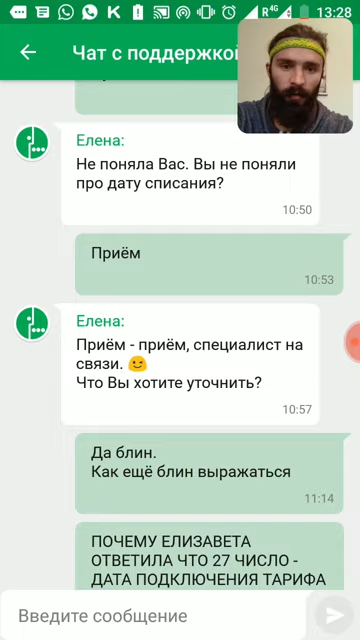 R4G
13:28
Чат с поддержкой
Елена:
Не поняла Вас. Вы не поняли
про дату списания?
10:50
Приём
10:53
Елена:
Приём - приём, специалист на
связи. 😉
Что Вы хотите уточнить?
10:57
Да блин.
Как ещё блин выражаться
11:14
ПОЧЕМУ ЕЛИЗАВЕТА
ОТВЕТИЛА ЧТО 27 ЧИСЛО -
ДАТА ПОДКЛЮЧЕНИЯ ТАРИФА
Введите сообщение